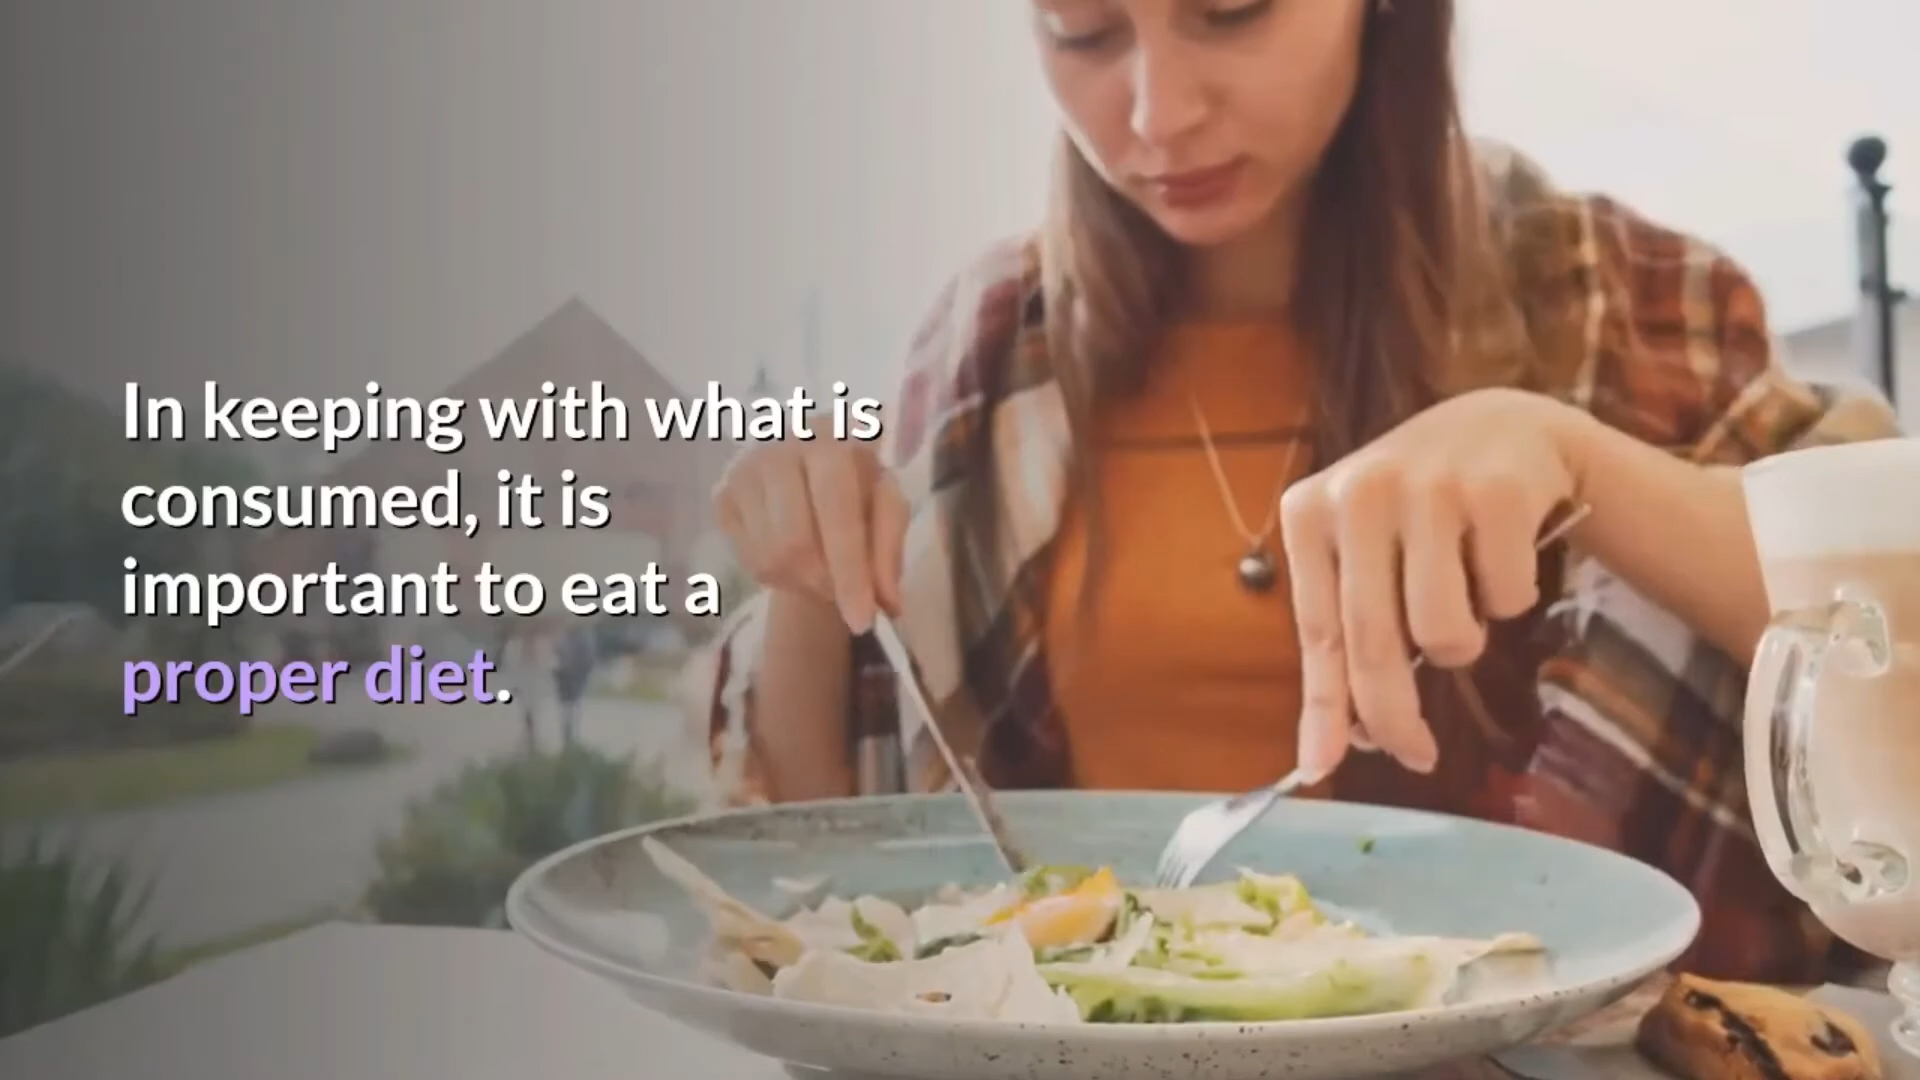 In keeping with what is
consumed, it is
important to eat a
proper diet.